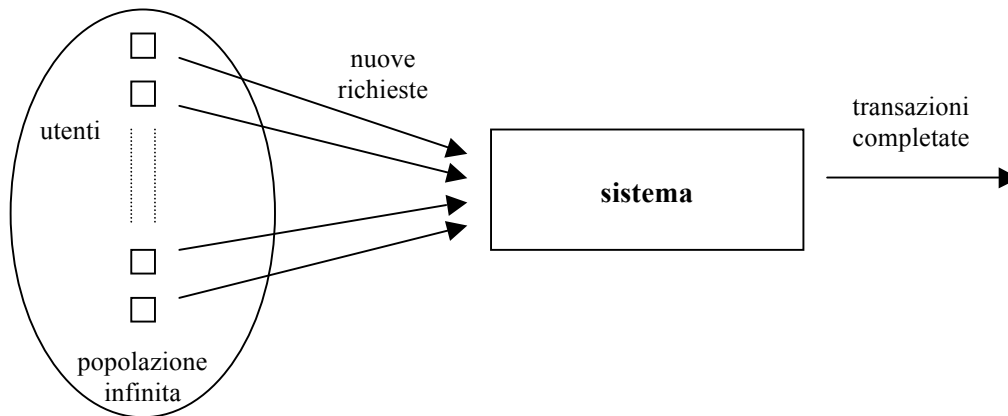 nuove
richieste
utenti
transazioni
completate
sistema
popolazione
infinita